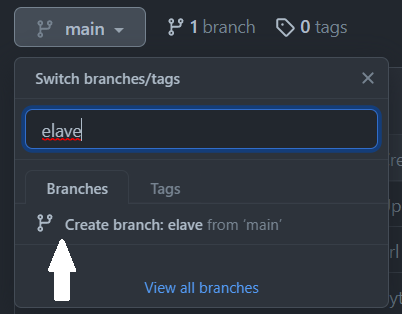 main 1 branch 0 tags
Switch branches/tags
elave
Branches Tags
Create branch: elave from 'main'
View all branches